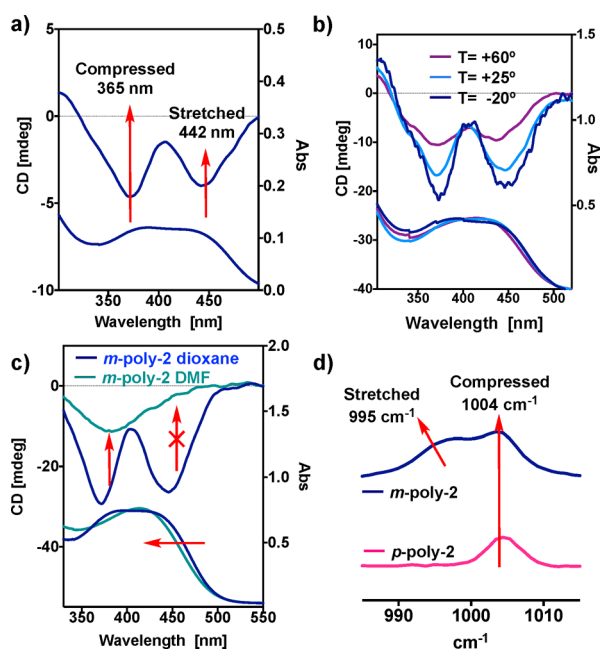 a)
5
0
-5
-10
CD [mdeg]
Compressed
365 nm
Stretched
442 nm
0.5
0.4
0.3
0.2
0.1
0.0
Abs
350 400 450
Wavelength [nm]
b)
10
0
-10
-20
-30
-40
CD [mdeg]
T= +60º
T= +25º
T= -20º
1.5
1.0
0.5
Abs
350 400 450 500
Wavelength [nm]
c)
m-poly-2 dioxane
m-poly-2 DMF
0
-20
-40
CD [mdeg]
2.0
1.5
1.0
0.5
Abs
350 400 450 500 550
Wavelength [nm]
d)
Stretched
995 cm-1
Compressed
1004 cm-1
m-poly-2
p-poly-2
990 1000 1010
cm-1